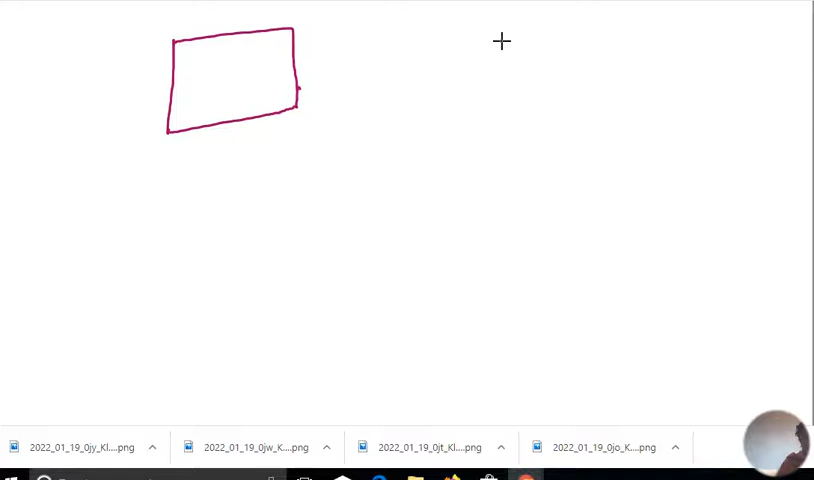 2022_01_19_0jy_Kl....png
2022_01_19_0jw_K....png
2022_01_19_0jt_Kl....png
2022_01_19_0jo_K....png